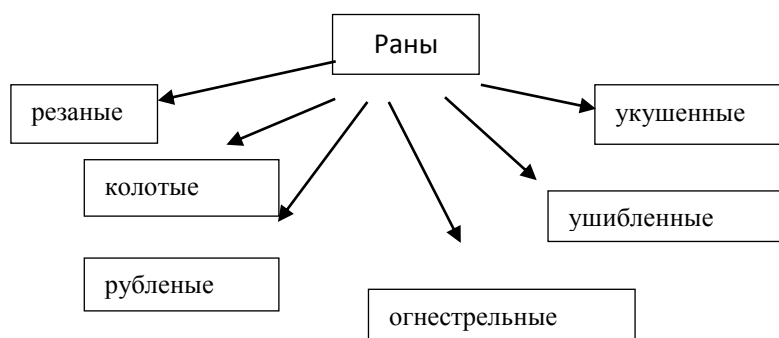 Раны
резаные
укушенные
колотые
ушибленные
рубленые
огнестрельные